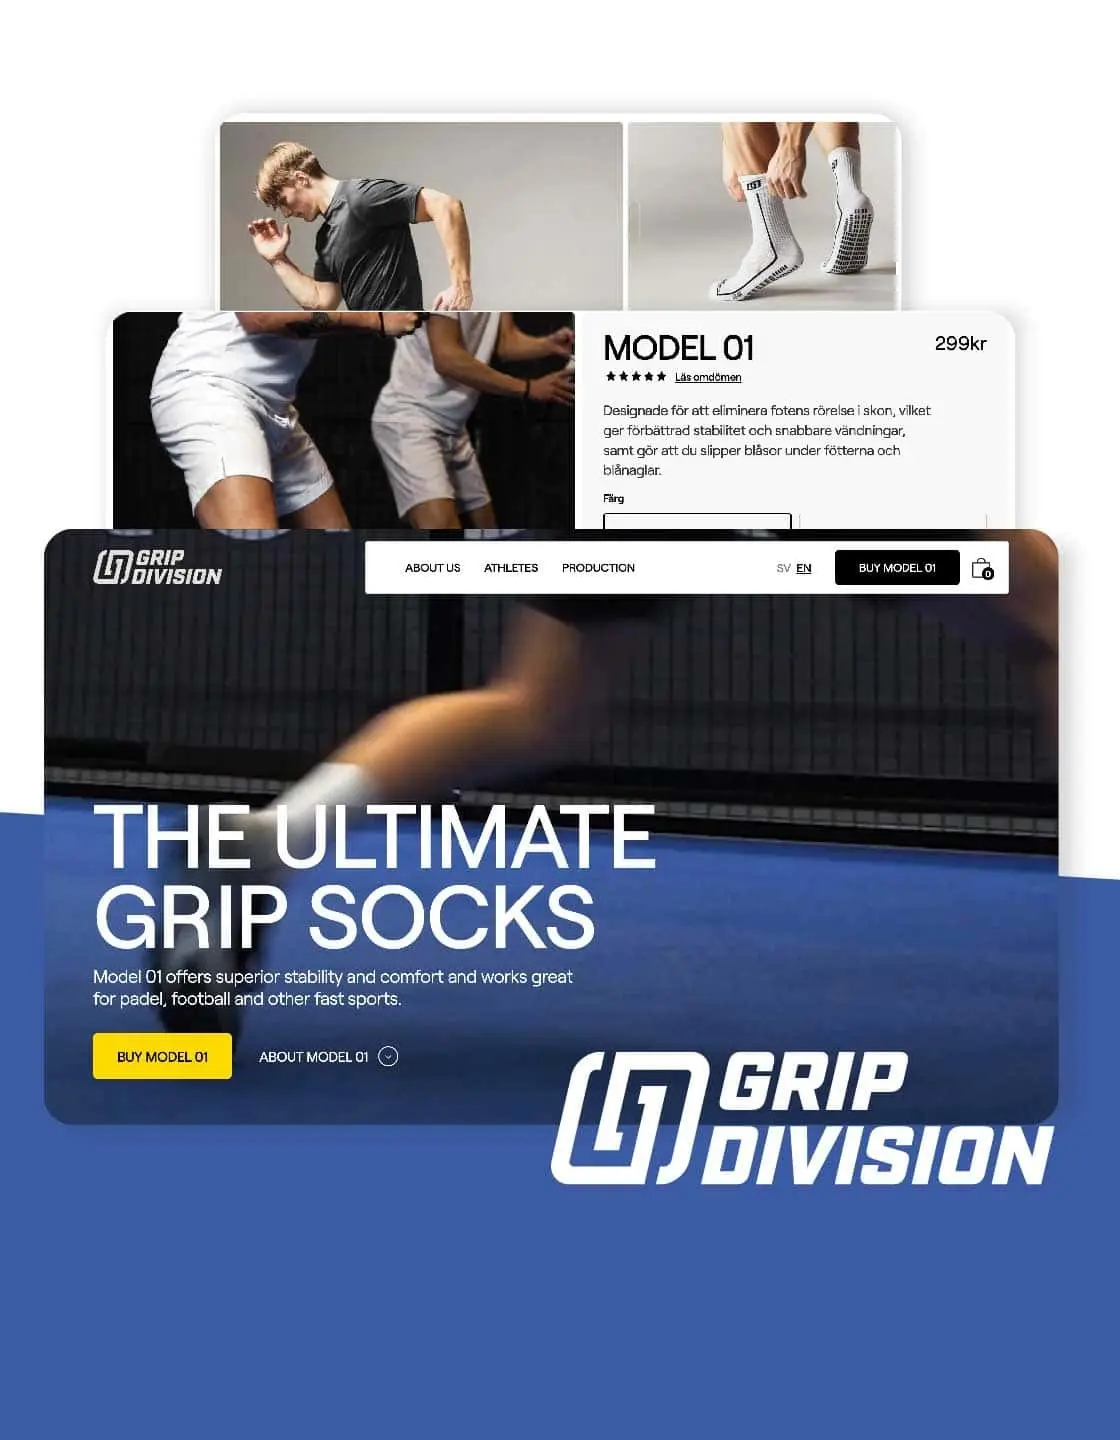 MODEL 01
299kr
Läs omdömen
Designade för att eliminera fotens rörelse i skon, vilket
ger förbättrad stabilitet och snabbare vändningar,
samt gör att du slipper blåsor under fötterna och
blånaglar.
Färg
GRIP
DIVISION
ABOUT US
ATHLETES
PRODUCTION
SV EN
BUY MODEL 01
0
THE ULTIMATE
GRIP SOCKS
Model 01 offers superior stability and comfort and works great
for padel, football and other fast sports.
BUY MODEL 01
ABOUT MODEL 01
GRIP
DIVISION